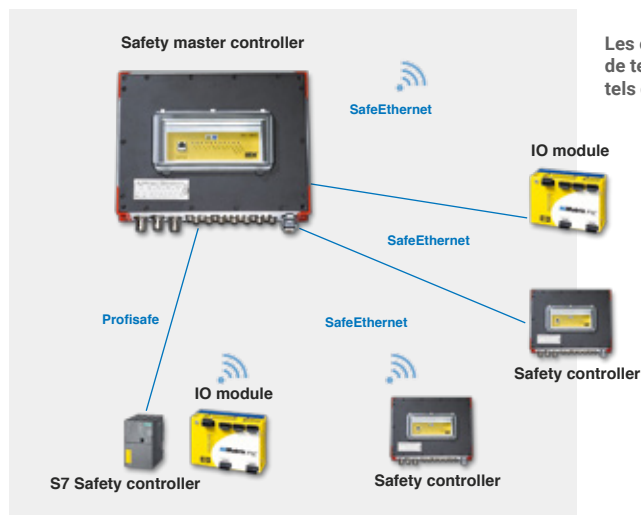 Safety master controller
SafeEthernet
Les
de te
tels
IO module
SafeEthernet
Profisafe
SafeEthernet
Safety controller
IO module
S7 Safety controller
Safety controller